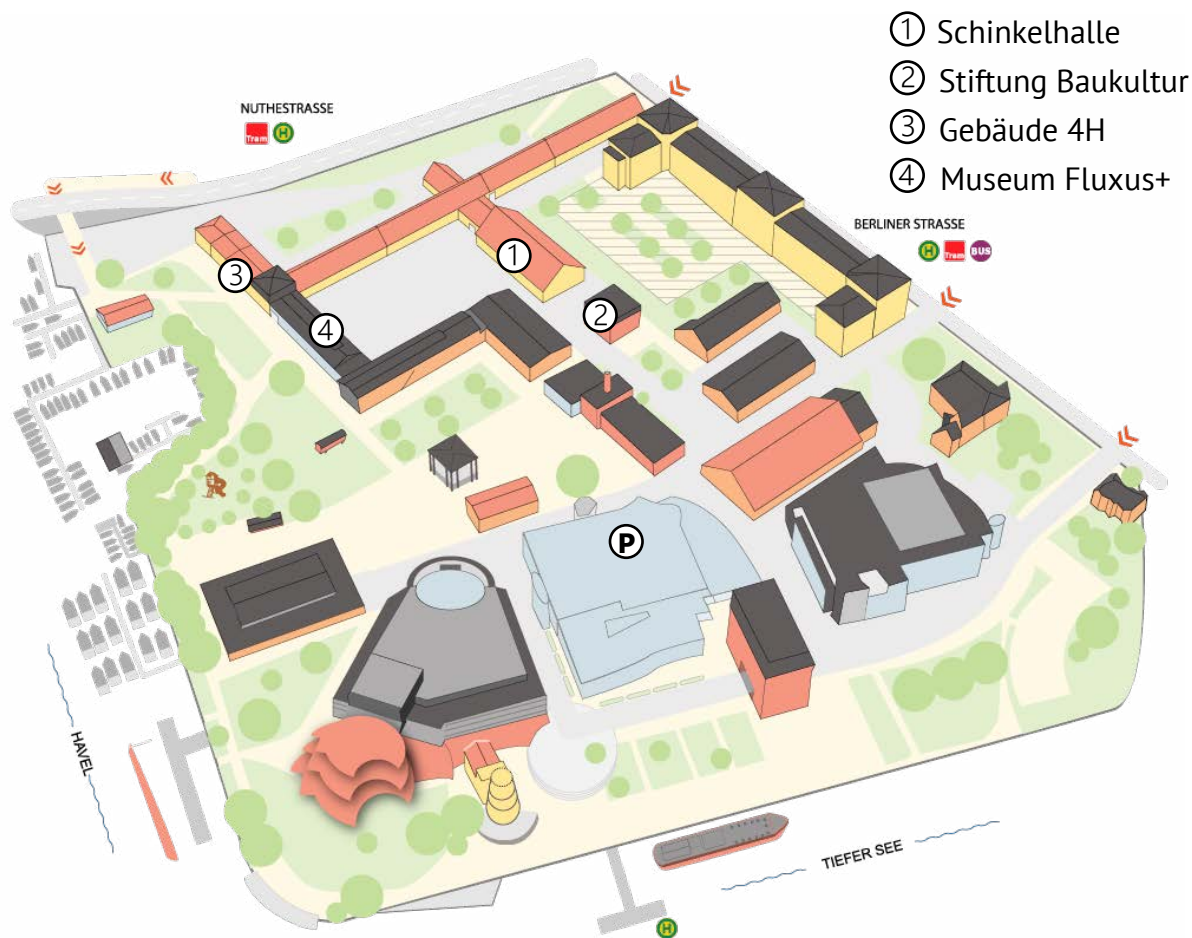 ① Schinkelhalle
② Stiftung Baukultur
③ Gebäude 4H
④ Museum Fluxus+
NUTHESTRASSE
Tram H
BERLINER STRASSE
H Tram BUS
①
③
②
④
P
HAVEL
TIEFER SEE
H